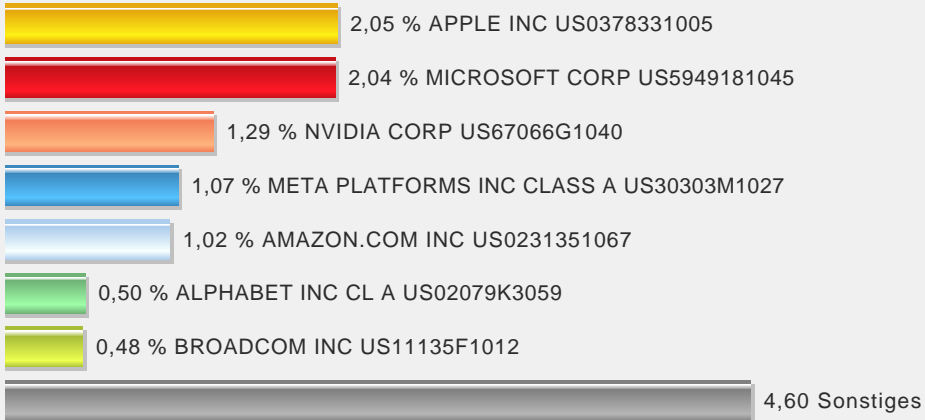 2,05 % APPLE INC US0378331005
2,04 % MICROSOFT CORP US5949181045
1,29 % NVIDIA CORP US67066G1040
1,07 % META PLATFORMS INC CLASS A US30303M1027
1,02 % AMAZON.COM INC US0231351067
0,50 % ALPHABET INC CL A US02079K3059
0,48 % BROADCOM INC US11135F1012
4,60 Sonstiges